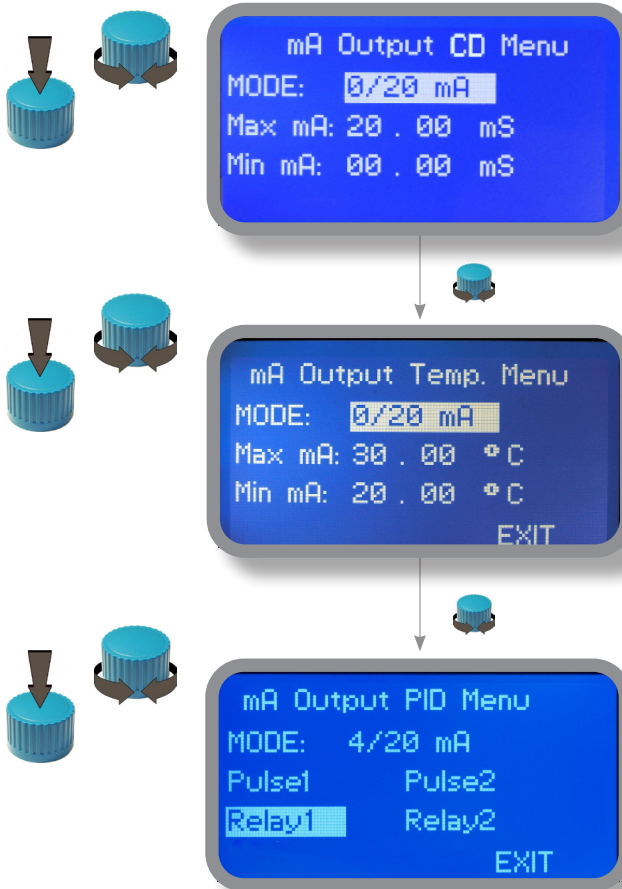 mA Output CD Menu
MODE: 0/20 mA
Max mA: 20 . 00 mS
Min mA: 00 . 00 mS
mA Output Temp. Menu
MODE: 0/20 mA
Max mA: 30 . 00 °C
Min mA: 20 . 00 °C
EXIT
mA Output PID Menu
MODE: 4/20 mA
Pulse1 Pulse2
Relay1 Relay2
EXIT